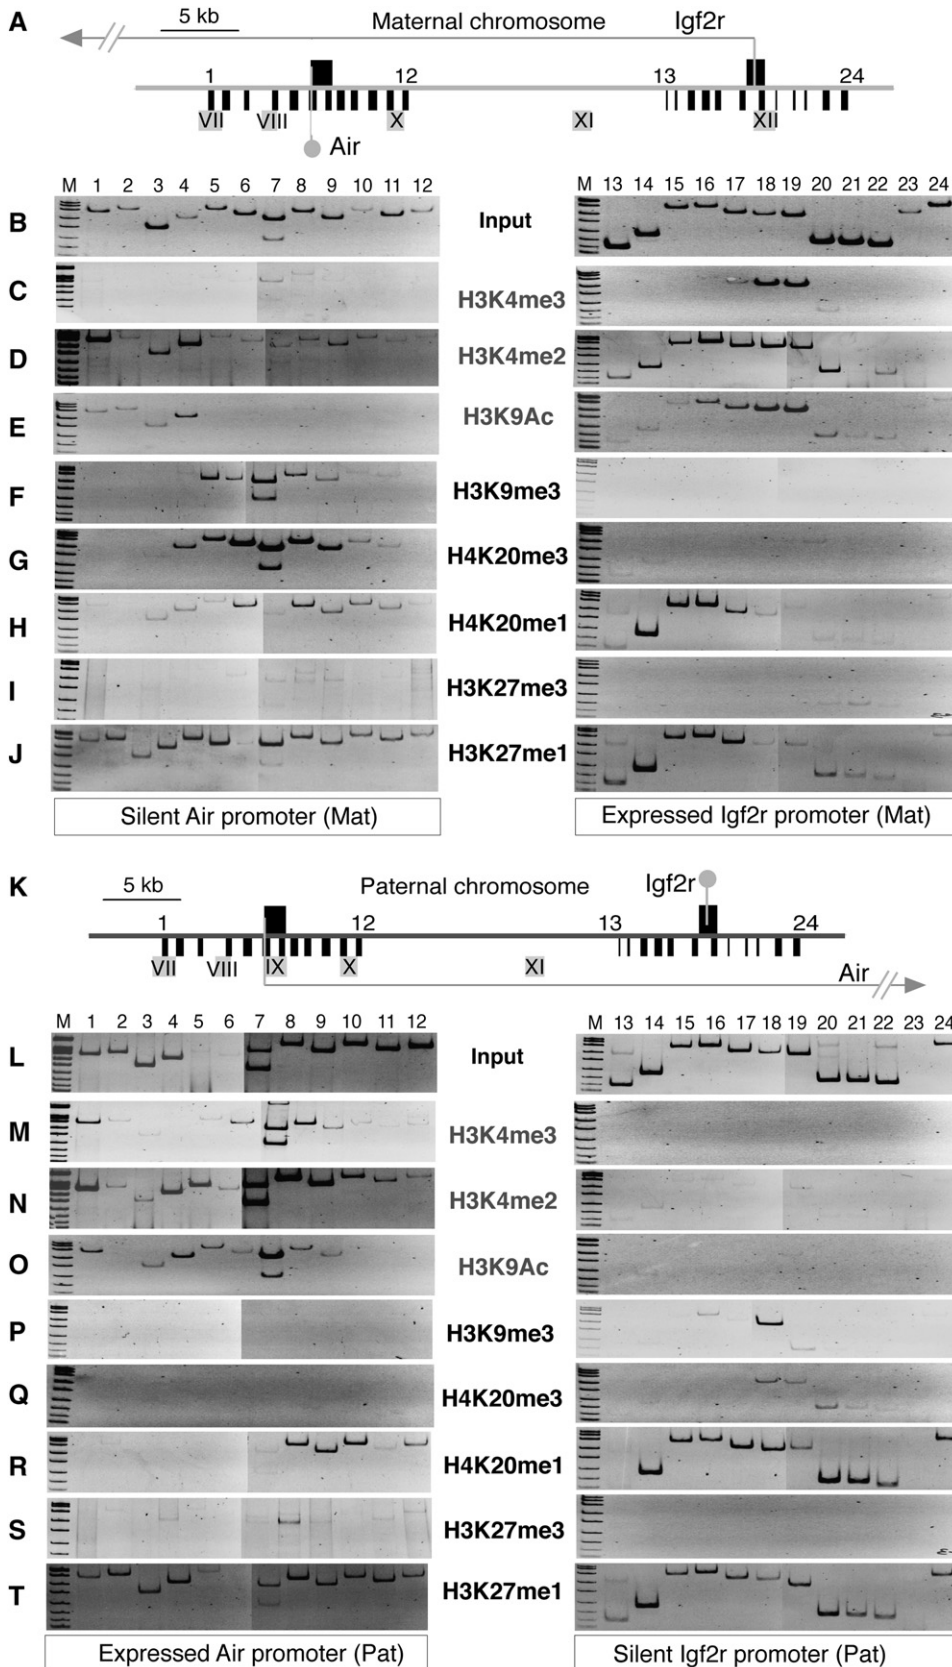 A
5 kb
Maternal chromosome
Igf2r
1
12
13
24
VII
VIII
X
XI
XII
Air
M 1 2 3 4 5 6 7 8 9 10 11 12
M 13 14 15 16 17 18 19 20 21 22 23 24
B
Input
C
H3K4me3
D
H3K4me2
E
H3K9Ac
F
H3K9me3
G
H4K20me3
H
H4K20me1
I
H3K27me3
J
H3K27me1
Silent Air promoter (Mat)
Expressed Igf2r promoter (Mat)
K
5 kb
Paternal chromosome
Igf2r
1
12
13
24
VII
VIII
IX
X
XI
Air
M 1 2 3 4 5 6 7 8 9 10 11 12
M 13 14 15 16 17 18 19 20 21 22 23 24
L
Input
M
H3K4me3
N
H3K4me2
O
H3K9Ac
P
H3K9me3
Q
H4K20me3
R
H4K20me1
S
H3K27me3
T
H3K27me1
Expressed Air promoter (Pat)
Silent Igf2r promoter (Pat)